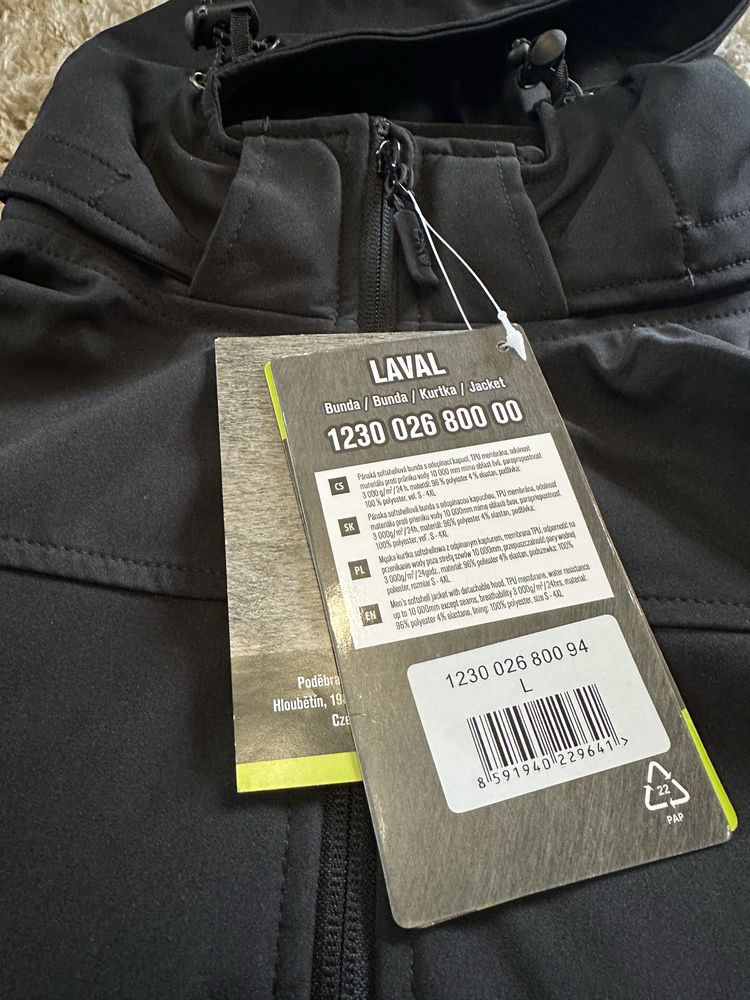 LAVAL
Bunda / Bunda / Kurtka / Jacket
1230 026 800 00
CS
Pánská softshellová bunda s odepínací kapucí, TPU membrána, odolnost
materiálu proti průniku vody 10 000 mm mimo oblast švů, paropropustnost
3 000 g/m²/24 h, materiál: 96 % polyester 4 % elastan, podšívka:
100 % polyester, vel. S - 4XL
SK
Pánska softshellová bunda s odopínacou kapucňou, TPU membrána, odolnosť
materiálu proti prieniku vody 10 000mm mimo oblasť švov, paropriepustnosť
3 000g/m²/24h, materiál: 96% polyester 4% elastan, podšívka:
100% polyester, veľ. S - 4XL
PL
Męska kurtka softshellowa z odpinanym kapturem, membrana TPU, odporność na
przenikanie wody poza strefą szwów 10 000mm, przepuszczalność pary wodnej
3 000g/m²/24godz., materiał: 96% polyester 4% elastan, podszewka: 100%
poliester, rozmiar S - 4XL
EN
Men's softshell jacket with detachable hood, TPU membrane, water resistance
up to 10 000mm except seams, breathability 3 000g/m²/24hrs, material:
96% polyester 4% elastane, lining: 100% polyester, size S - 4XL
1230 026 800 94
L
8 591940 229641 >
22
PAP
Poděbra
Hloubětín, 19
Cze